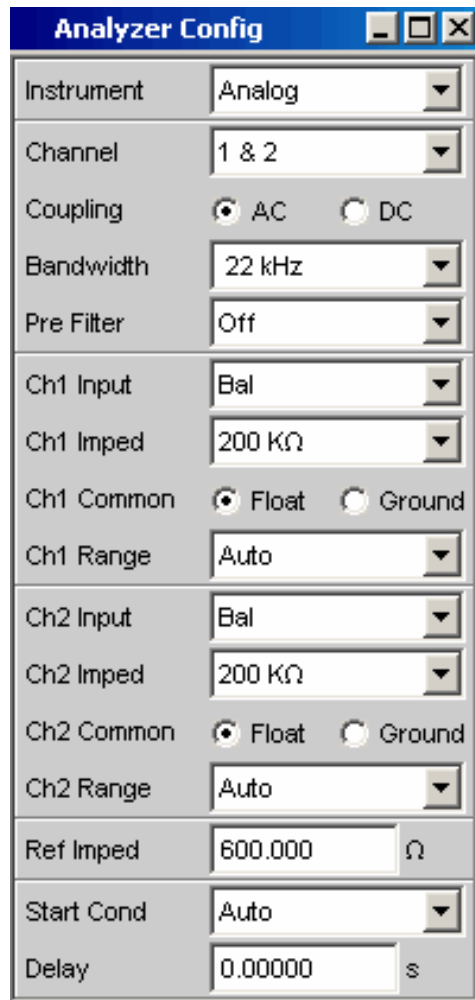 Analyzer Config
Instrument Analog
Channel 1 & 2
Coupling AC DC
Bandwidth 22 kHz
Pre Filter Off
Ch1 Input Bal
Ch1 Imped 200 KΩ
Ch1 Common Float Ground
Ch1 Range Auto
Ch2 Input Bal
Ch2 Imped 200 KΩ
Ch2 Common Float Ground
Ch2 Range Auto
Ref Imped 600.000 Ω
Start Cond Auto
Delay 0.00000 s